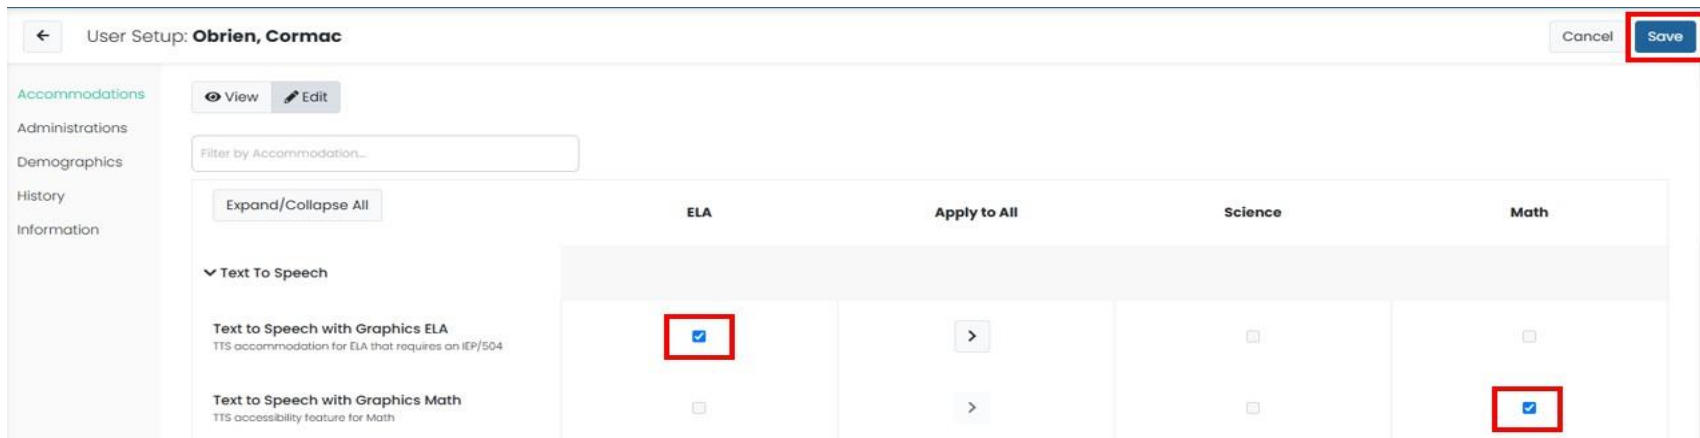 User Setup: Obrien, Cormac
Cancel
Save
Accommodations
Administrations
Demographics
History
Information
View
Edit
Filter by Accommodation...
Expand/Collapse All
ELA
Apply to All
Science
Math
Text To Speech
Text to Speech with Graphics ELA
TTS accommodation for ELA that requires an IEP/504
Text to Speech with Graphics Math
TTS accessibility feature for Math